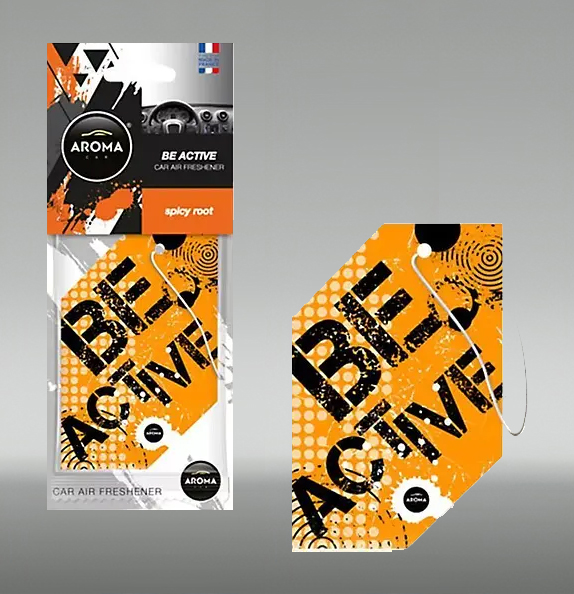 AROMA
CAR
BE ACTIVE
CAR AIR FRESHENER
spicy root
BE
ACTIVE
AROMA
CAR AIR FRESHENER
AROMA
CAR
BE
ACTIVE
AROMA